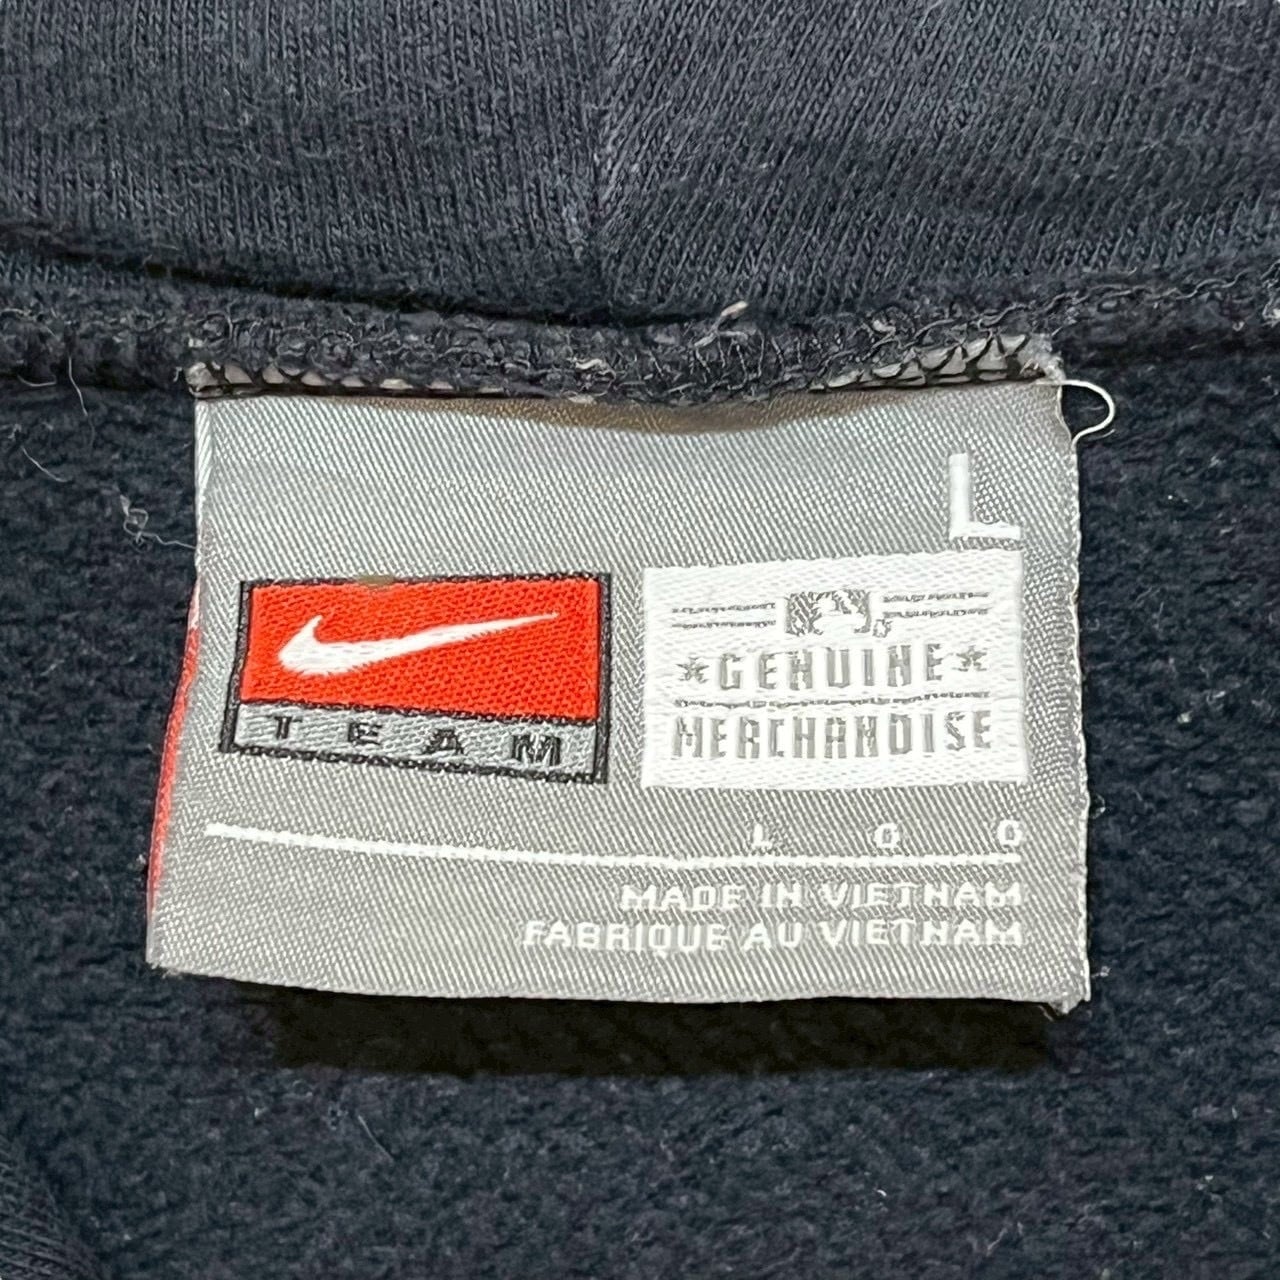 L
TEAM
GENUINE
MERCHANDISE
L G G
MADE IN VIETNAM
FABRIQUE AU VIETNAM